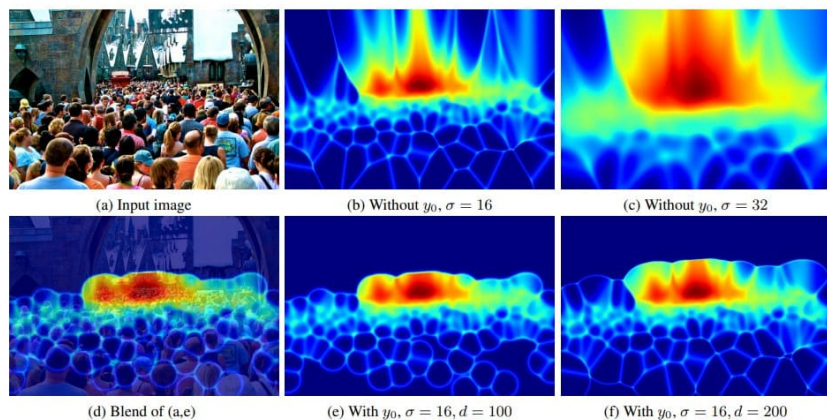 (a) Input image
(b) Without y₀, σ = 16
(c) Without y₀, σ = 32
(d) Blend of (a,e)
(e) With y₀, σ = 16, d = 100
(f) With y₀, σ = 16, d = 200